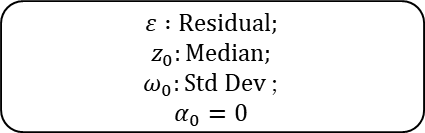 ε : Residual;
z₀: Median;
ω₀: Std Dev ;
α₀ = 0